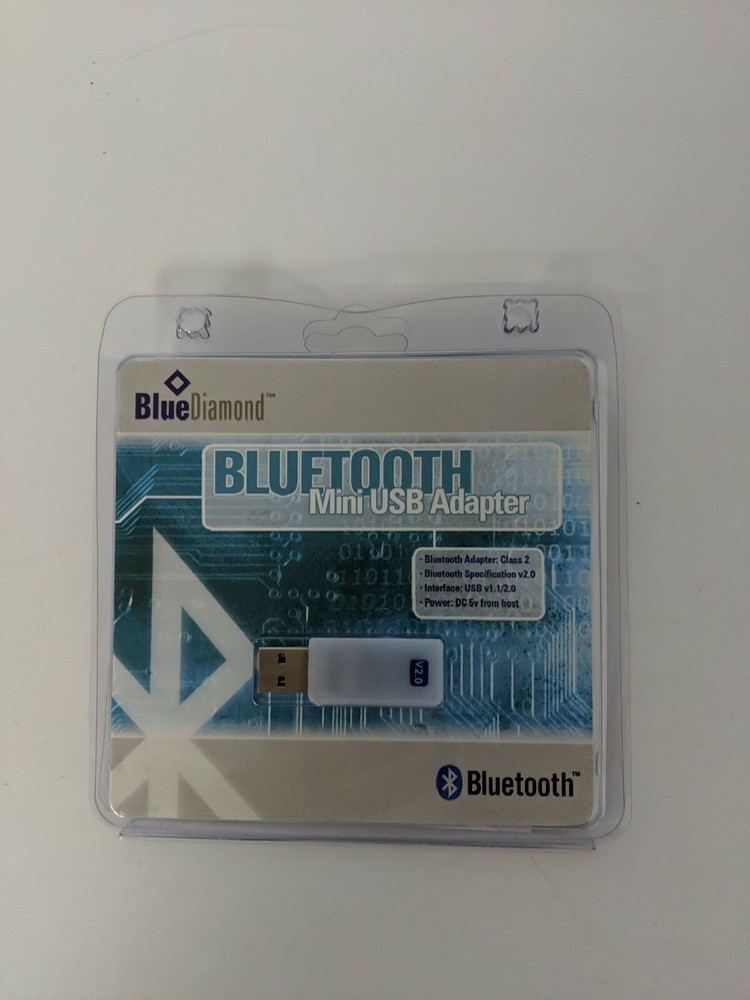 BlueDiamond™
BLUETOOTH
Mini USB Adapter
- Bluetooth Adapter: Class 2
- Bluetooth Specification v2.0
- Interface: USB v1.1/2.0
- Power: DC 5v from host
V2.0
Bluetooth™